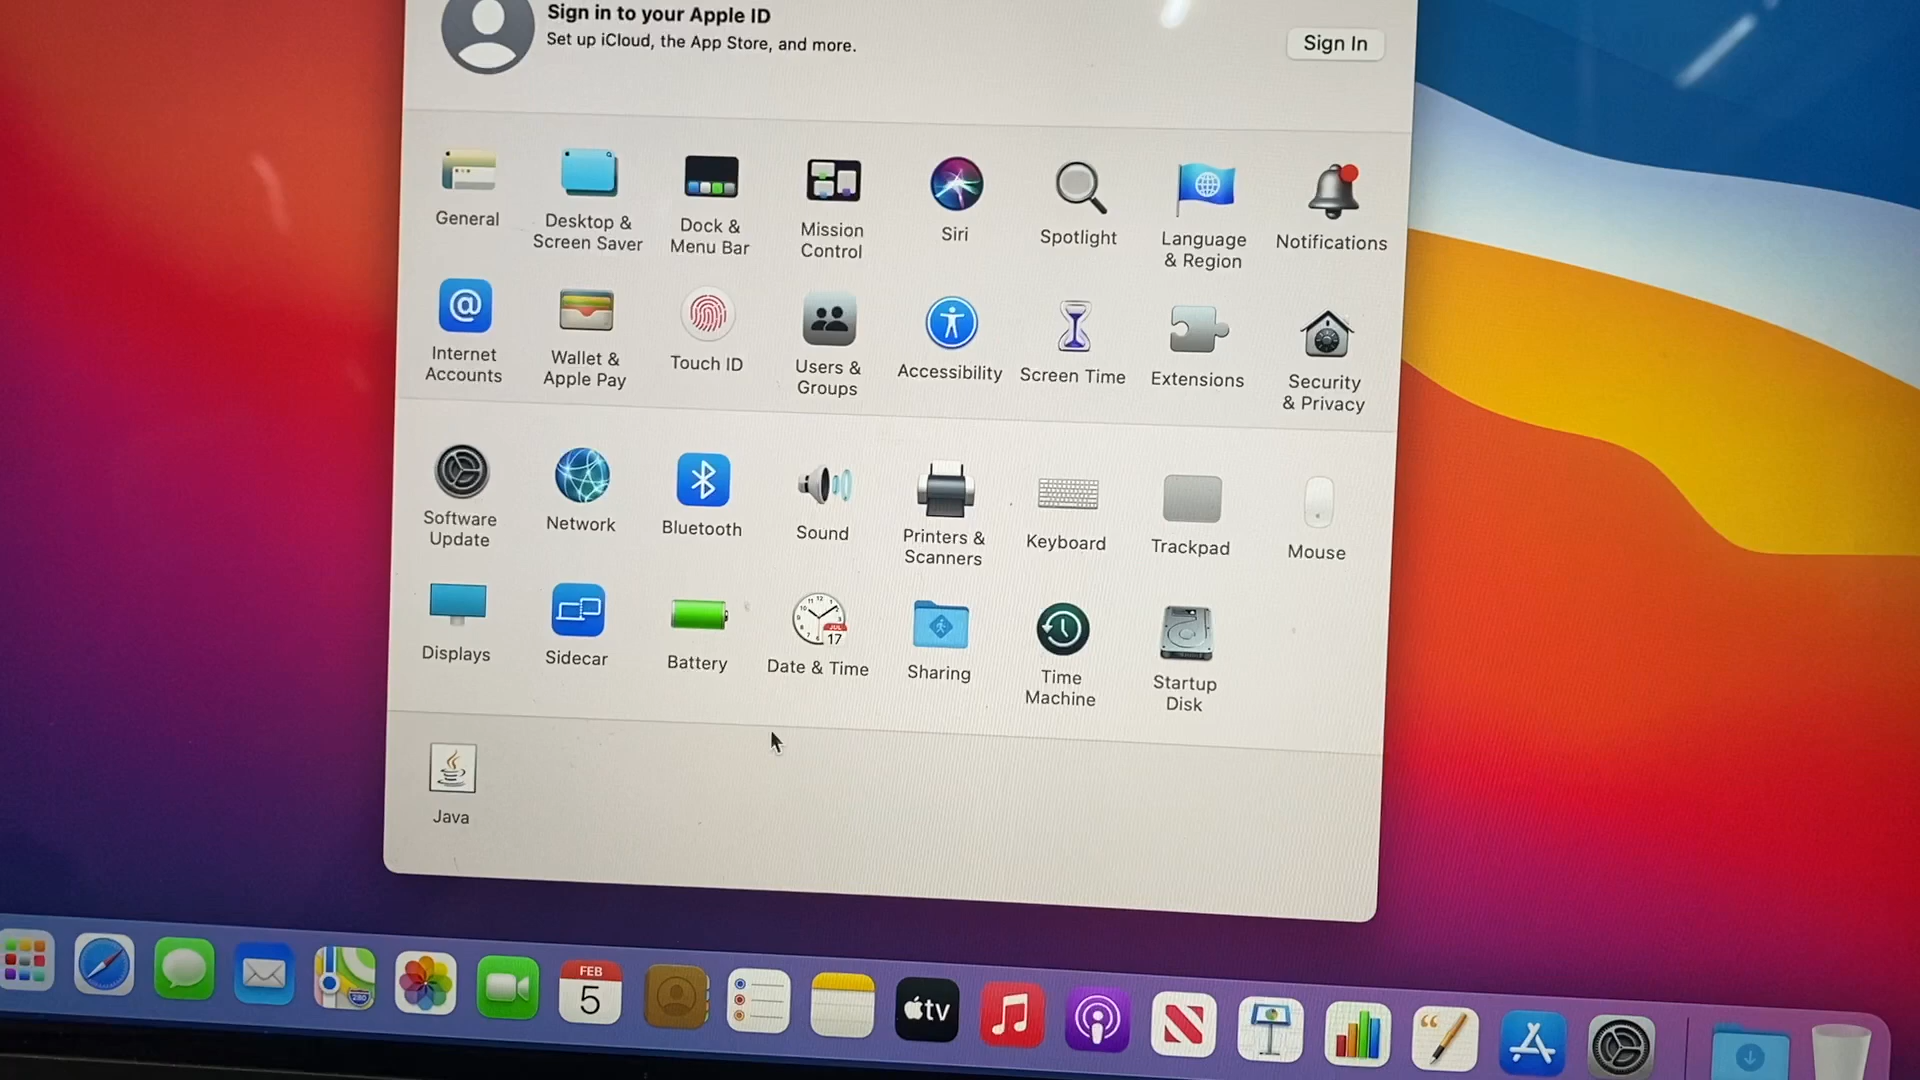 Sign in to your Apple ID
Set up iCloud, the App Store, and more.
Sign In
General
Desktop &
Screen Saver
Dock &
Menu Bar
Mission
Control
Siri
Spotlight
Language
& Region
Notifications
Internet
Accounts
Wallet &
Apple Pay
Touch ID
Users &
Groups
Accessibility
Screen Time
Extensions
Security
& Privacy
Software
Update
Network
Bluetooth
Sound
Printers &
Scanners
Keyboard
Trackpad
Mouse
Displays
Sidecar
Battery
JUL
17
Date & Time
Sharing
Time
Machine
Startup
Disk
Java
280
FEB
5
tv